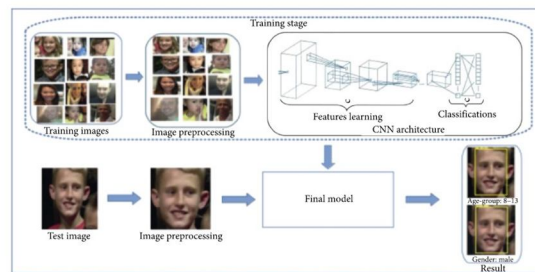 Training stage
Training images
Image preprocessing
Features learning
Classifications
CNN architecture
Test image
Image preprocessing
Final model
Age-group: 8–13
Gender: male
Result